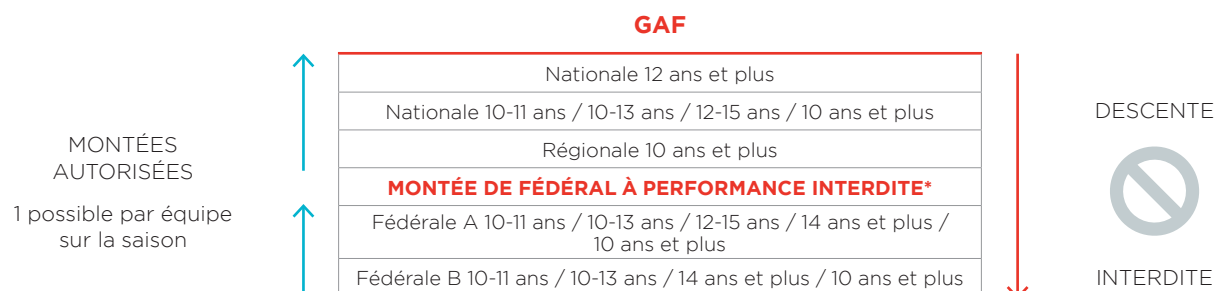 GAF
MONTÉES
AUTORISÉES
1 possible par équipe
sur la saison
Nationale 12 ans et plus
Nationale 10-11 ans / 10-13 ans / 12-15 ans / 10 ans et plus
Régionale 10 ans et plus
MONTÉE DE FÉDÉRAL À PERFORMANCE INTERDITE*
Fédérale A 10-11 ans / 10-13 ans / 12-15 ans / 14 ans et plus /
10 ans et plus
Fédérale B 10-11 ans / 10-13 ans / 14 ans et plus / 10 ans et plus
DESCENTE
INTERDITE